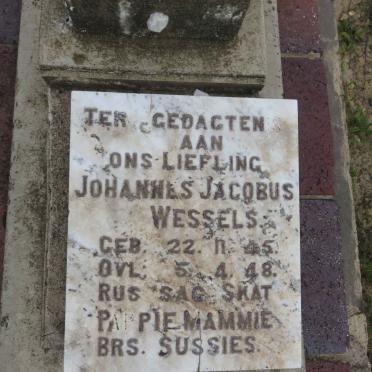 TER GEDAGTEN
AAN
ONS LIEFLING
JOHANNES JACOBUS
WESSELS.
GEB. 22. 11. 45.
OVL. 5. 4. 48.
RUS SAG SKAT
PAPPIE MAMMIE
BRS. SUSSIES.